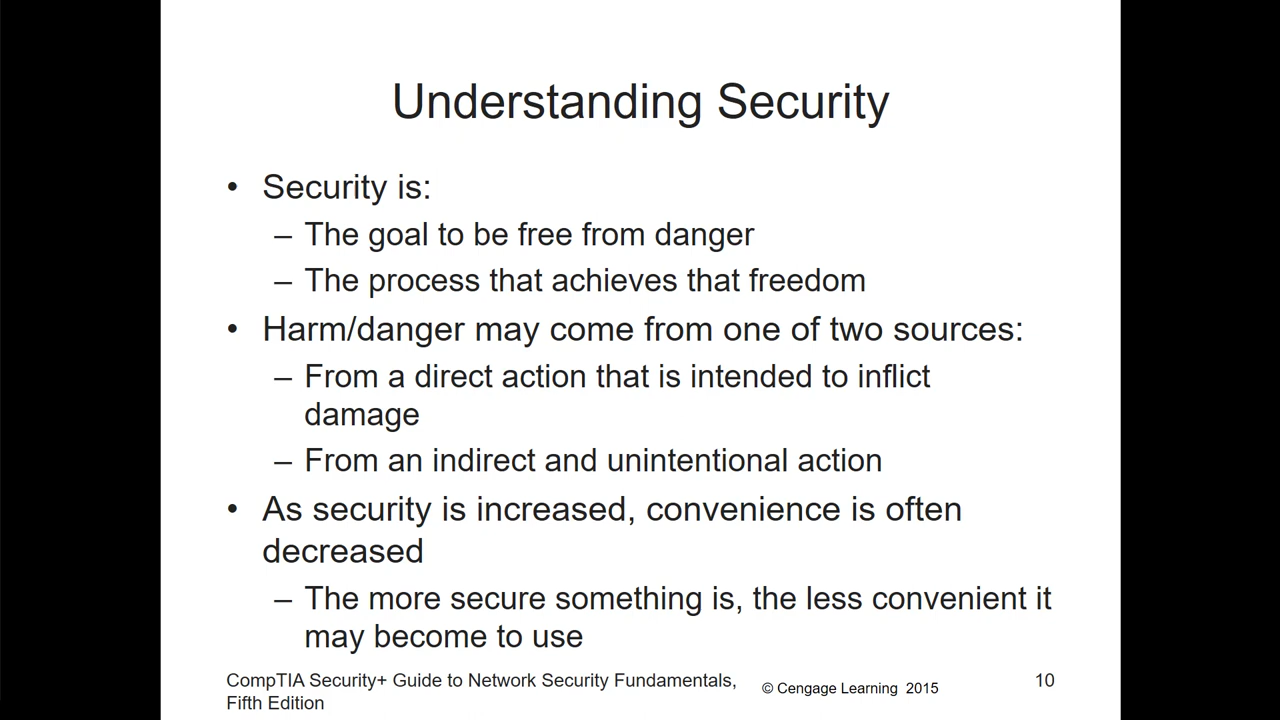 Understanding Security
• Security is:
– The goal to be free from danger
– The process that achieves that freedom
• Harm/danger may come from one of two sources:
– From a direct action that is intended to inflict
damage
– From an indirect and unintentional action
• As security is increased, convenience is often
decreased
– The more secure something is, the less convenient it
may become to use
CompTIA Security+ Guide to Network Security Fundamentals,
Fifth Edition
© Cengage Learning 2015
10